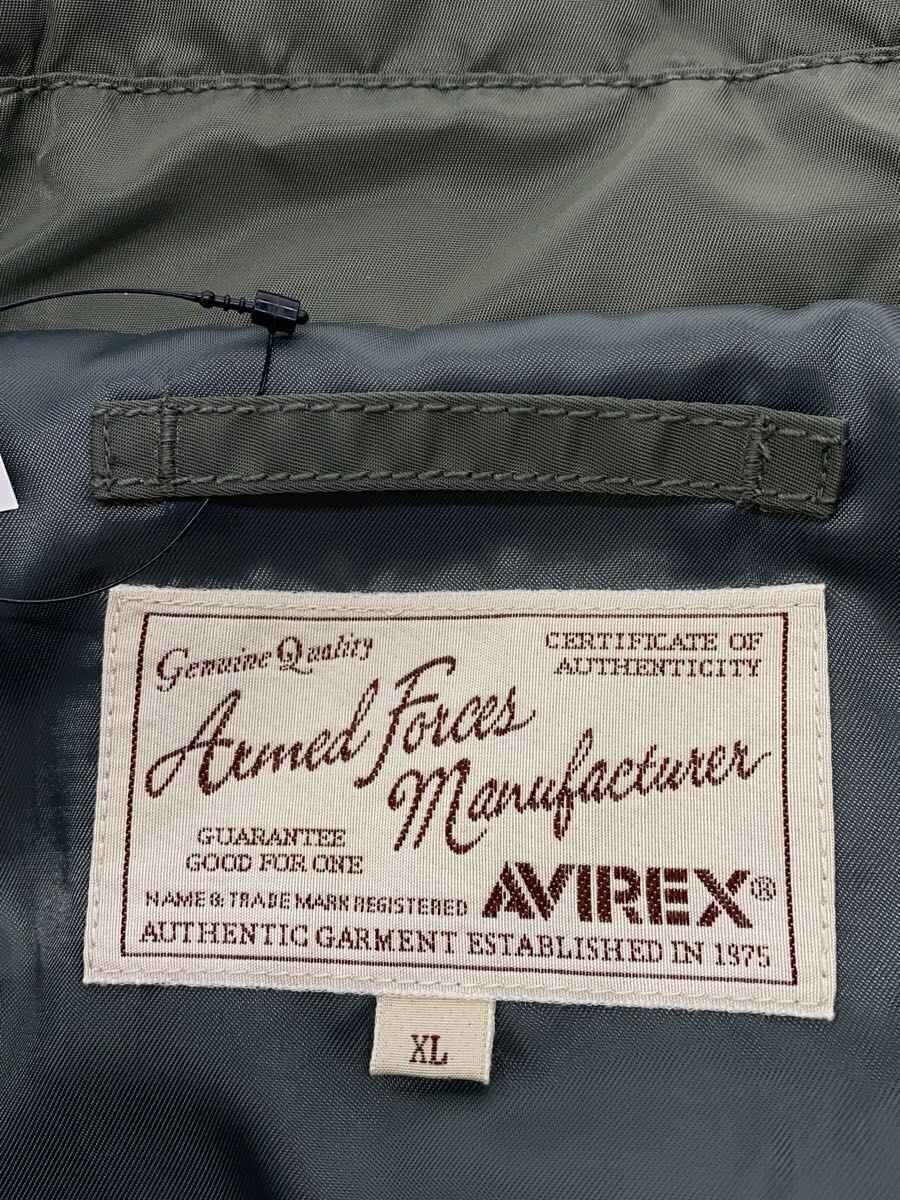 Genuine Quality
CERTIFICATE OF
AUTHENTICITY
Armed Forces
Manufacturer
GUARANTEE
GOOD FOR ONE
NAME & TRADE MARK REGISTERED
AVIREX®
AUTHENTIC GARMENT ESTABLISHED IN 1975
XL